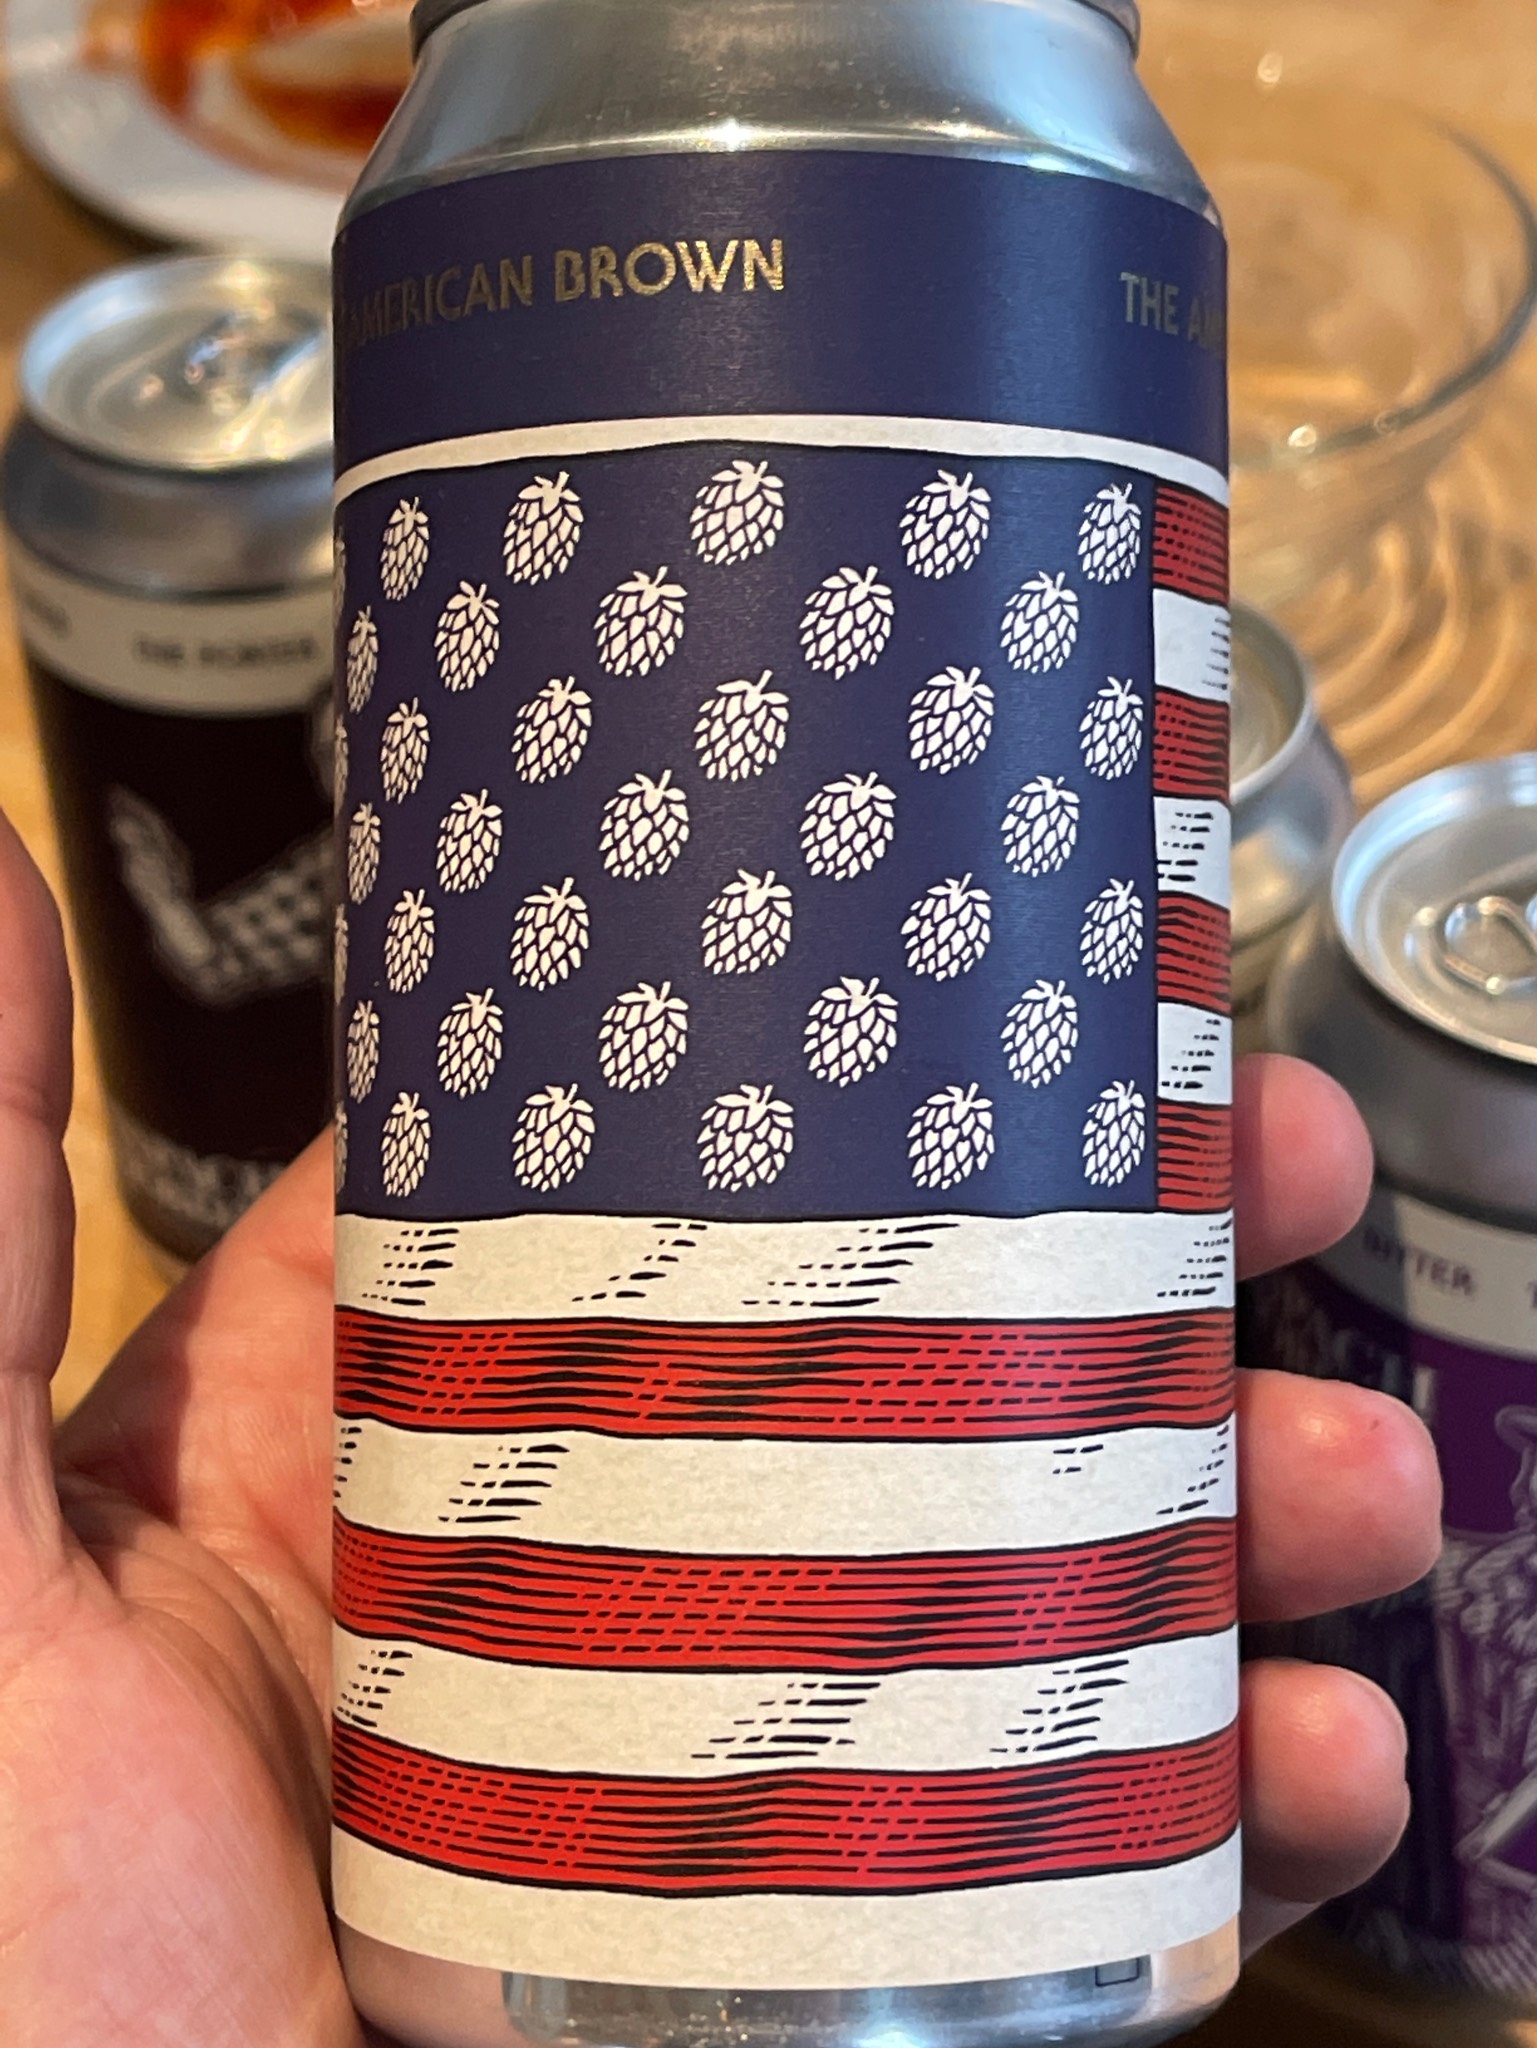 AMERICAN BROWN
THE AM
THE PORTER
BITTER